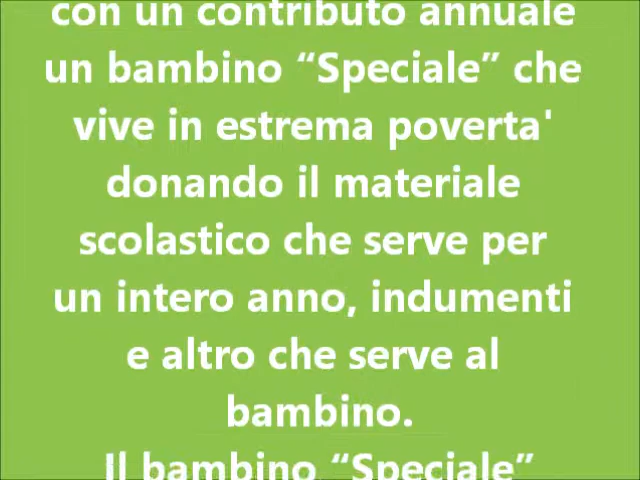 con un contributo annuale
un bambino “Speciale” che
vive in estrema poverta'
donando il materiale
scolastico che serve per
un intero anno, indumenti
e altro che serve al
bambino.
Il bambino “Speciale”